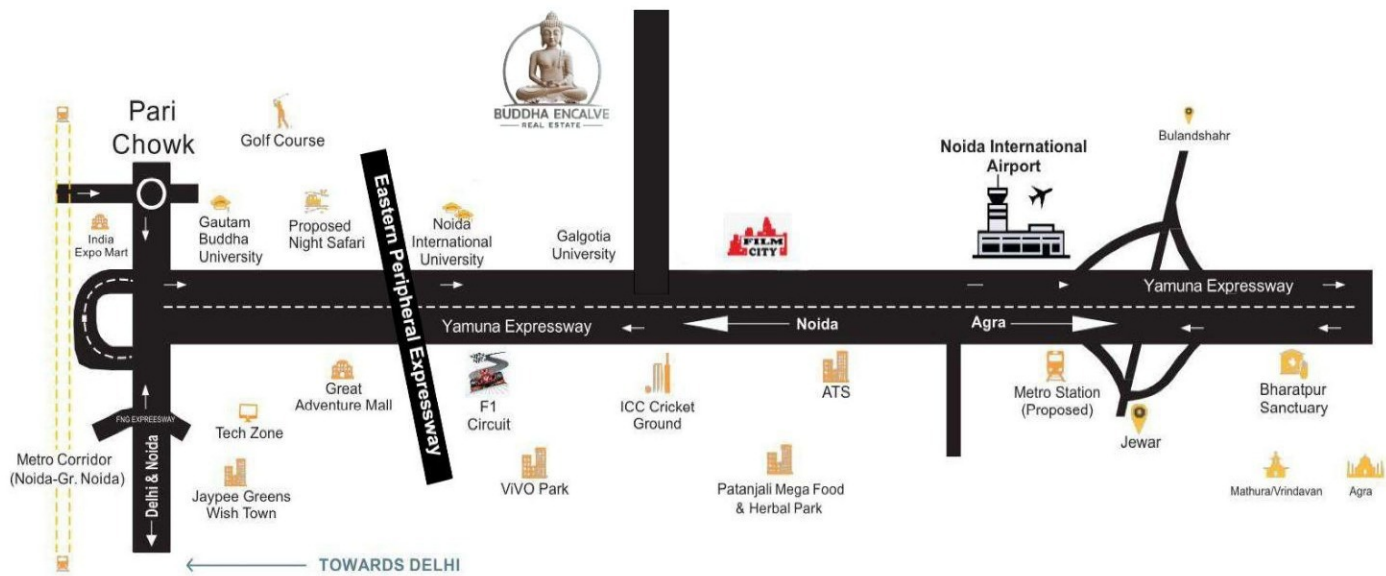 BUDDHA ENCALVE
REAL ESTATE
Pari
Chowk
Golf Course
Bulandshahr
Noida International
Airport
Eastern Peripheral Expressway
India
Expo Mart
Gautam
Buddha
University
Proposed
Night Safari
Noida
International
University
Galgotia
University
FILM
CITY
Yamuna Expressway
Yamuna Expressway
Noida
Agra
Great
Adventure Mall
F1
Circuit
ICC Cricket
Ground
ATS
Metro Station
(Proposed)
Bharatpur
Sanctuary
FNG EXPREESWAY
Tech Zone
Jewar
Metro Corridor
(Noida-Gr. Noida)
Delhi & Noida
Jaypee Greens
Wish Town
ViVO Park
Patanjali Mega Food
& Herbal Park
Mathura/Vrindavan
Agra
TOWARDS DELHI